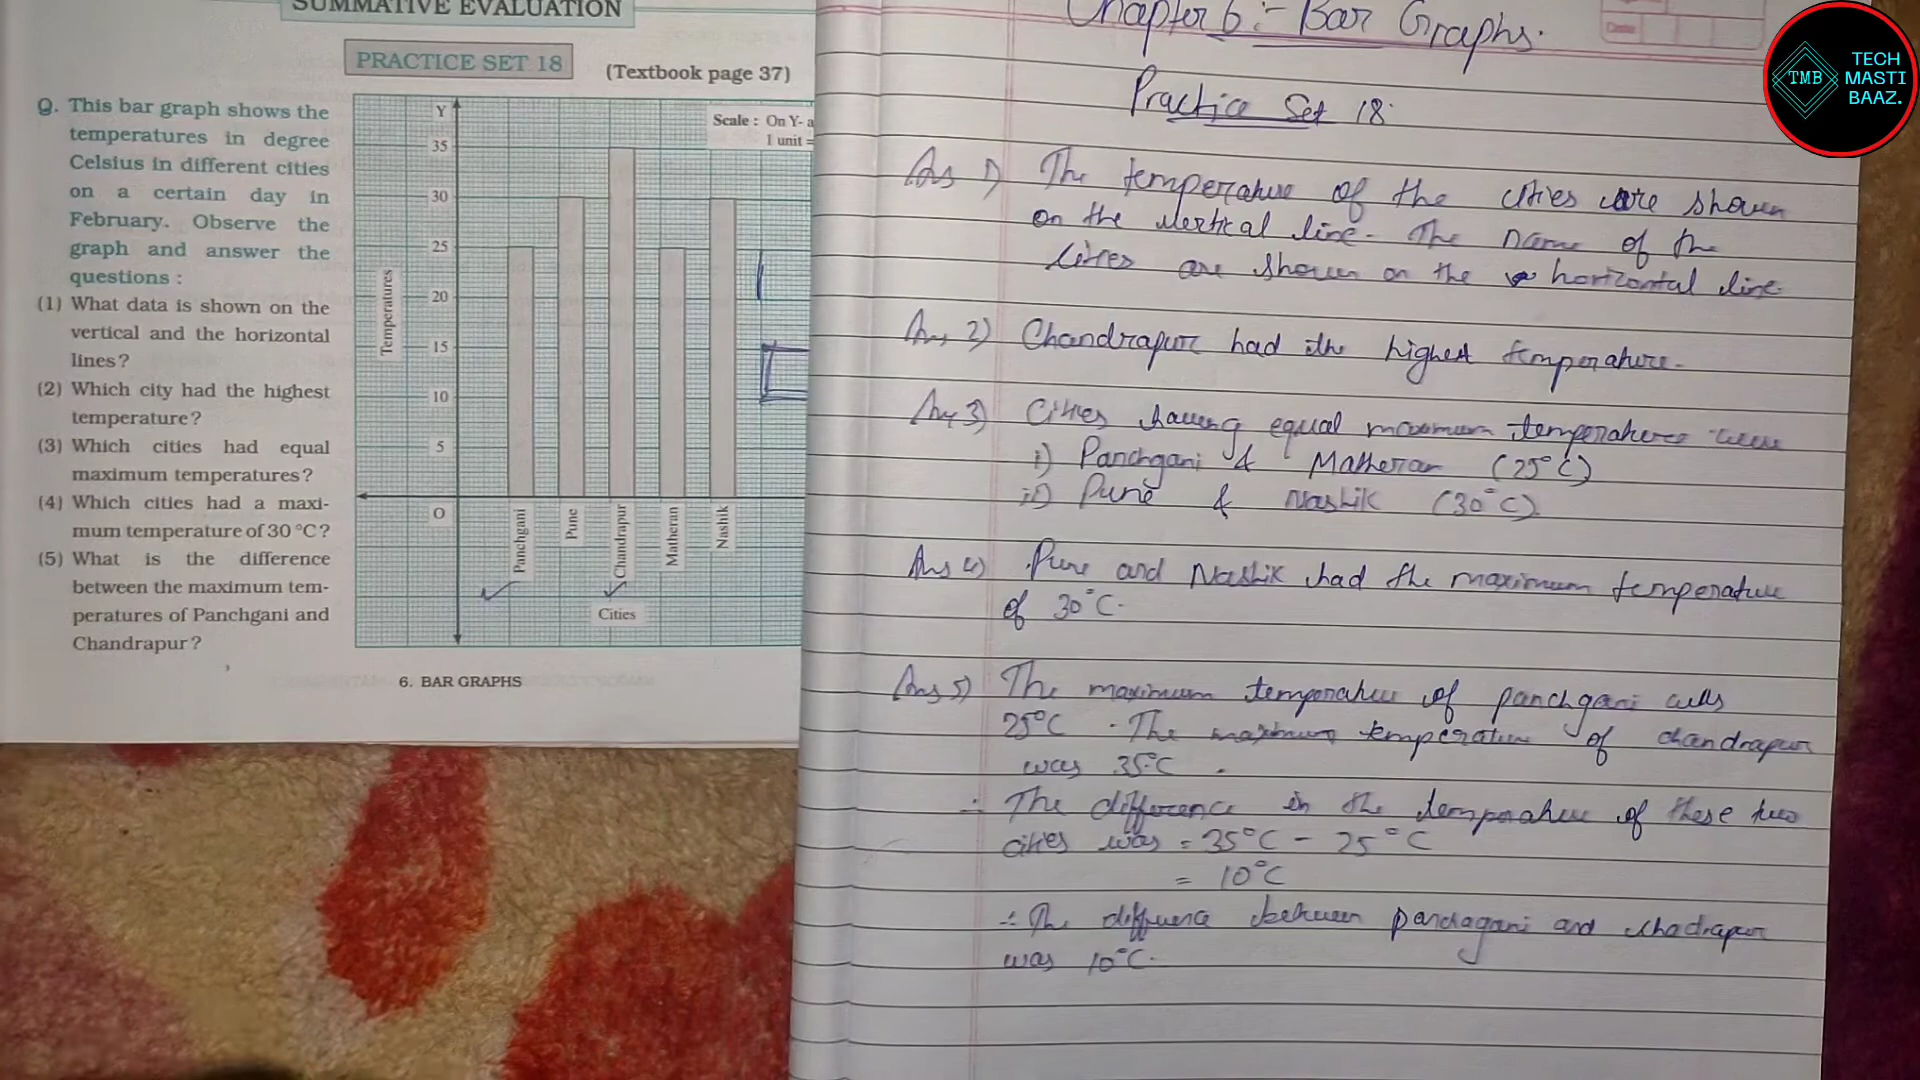 SUMMATIVE EVALUATION
PRACTICE SET 18
(Textbook page 37)
Q. This bar graph shows the
temperatures in degree
Celsius in different cities
on a certain day in
February. Observe the
graph and answer the
questions :
(1) What data is shown on the
vertical and the horizontal
lines?
(2) Which city had the highest
temperature?
(3) Which cities had equal
maximum temperatures?
(4) Which cities had a maxi-
mum temperature of 30 °C?
(5) What is the difference
between the maximum tem-
peratures of Panchgani and
Chandrapur?
Y
Scale : On Y- a
1 unit =
35
30
25
20
15
10
5
O
Temperatures
Panchgani
Pune
Chandrapur
Matheran
Nashik
Cities
6. BAR GRAPHS
Chapter 6 :- Bar Graphs.
Date
Practice Set 18.
Ans 1) The temperature of the cities are shown
on the vertical line. The name of the
cities are shown on the horizontal line.
Ans 2) Chandrapur had the highest temperature.
Ans 3) Cities having equal maximum temperatures were
i) Panchgani & Matheran (25°C)
ii) Pune & Nashik (30°C).
Ans 4) Pune and Nashik had the maximum temperature
of 30°C.
Ans 5) The maximum temperature of panchgani was
25°C . The maximum temperature of chandrapur
was 35°C .
∴ The difference in the temperature of these two
cities was = 35°C - 25°C
= 10°C
∴ The difference between and
was 10°C.
TMB
TECH
MASTI
BAAZ.